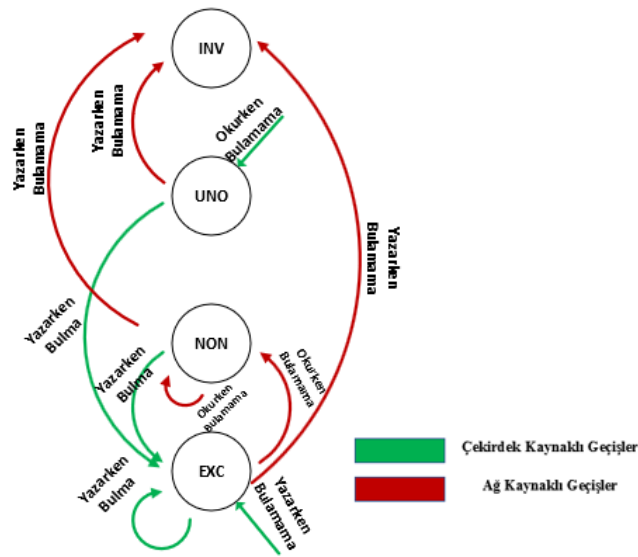 INV
Yazarken
Bulamama
Yazarken
Bulamama
Okurken
Bulamama
UNO
Yazarken
Bulamama
Yazarken
Bulma
NON
Yazarken
Bulma
Okurken
Bulamama
Okurken
Bulamama
EXC
Yazarken
Bulma
Yazarken
Bulamama
Çekirdek Kaynaklı Geçişler
Ağ Kaynaklı Geçişler